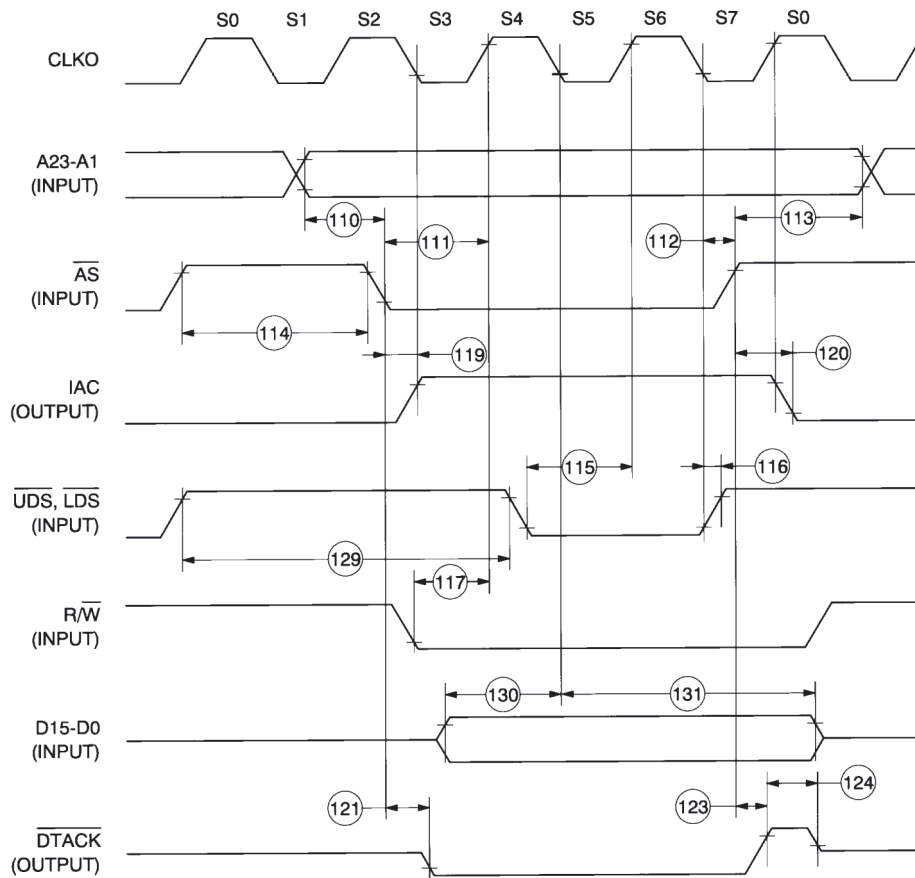 S0 S1 S2 S3 S4 S5 S6 S7 S0
CLKO
A23-A1
(INPUT)
110
113
111
112
AS
(INPUT)
114
119
120
IAC
(OUTPUT)
115
116
UDS, LDS
(INPUT)
129
117
R/W
(INPUT)
130
131
D15-D0
(INPUT)
124
121
123
DTACK
(OUTPUT)